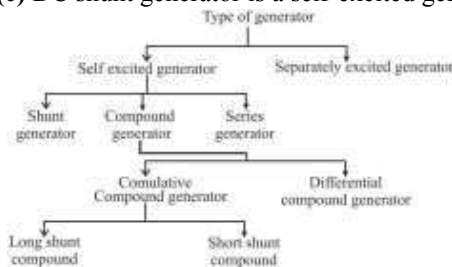 (c) DC shunt generator is a self excited gen
Type of generator
Self excited generator Separately excited generator
Shunt Compound Series
generator generator generator
Comulative Differential
Compound generator compound generator
Long shunt Short shunt
compound compound